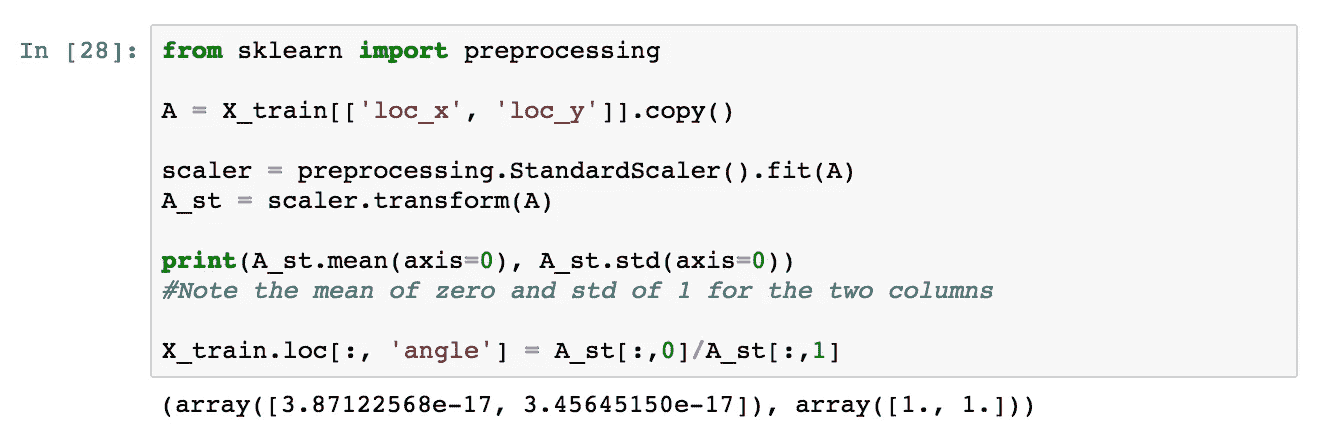 In [28]: from sklearn import preprocessing
A = X_train[['loc_x', 'loc_y']].copy()
scaler = preprocessing.StandardScaler().fit(A)
A_st = scaler.transform(A)
print(A_st.mean(axis=0), A_st.std(axis=0))
#Note the mean of zero and std of 1 for the two columns
X_train.loc[:, 'angle'] = A_st[:,0]/A_st[:,1]
(array([3.87122568e-17, 3.45645150e-17]), array([1., 1.]))